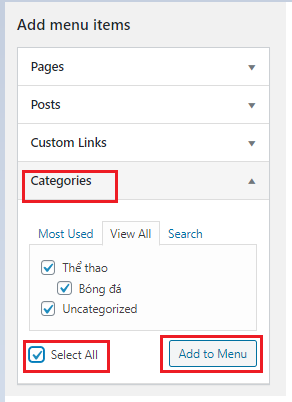 Add menu items
Pages
Posts
Custom Links
Categories
Most Used View All Search
Thể thao
Bóng đá
Uncategorized
Select All Add to Menu